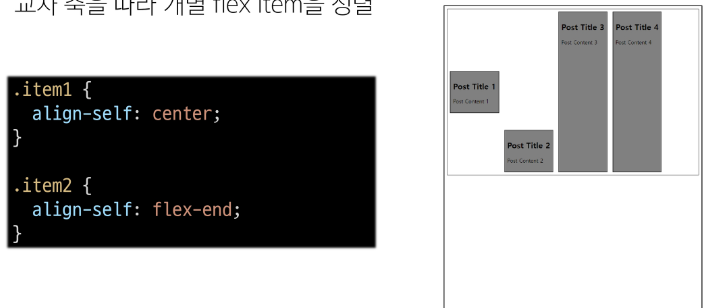 교차 축을 따라 개별 flex item을 정렬
.item1 {
  align-self: center;
}
.item2 {
  align-self: flex-end;
}
Post Title 3 Post Title 4
Post Content 3 Post Content 4
Post Title 1
Post Content 1
Post Title 2
Post Content 2